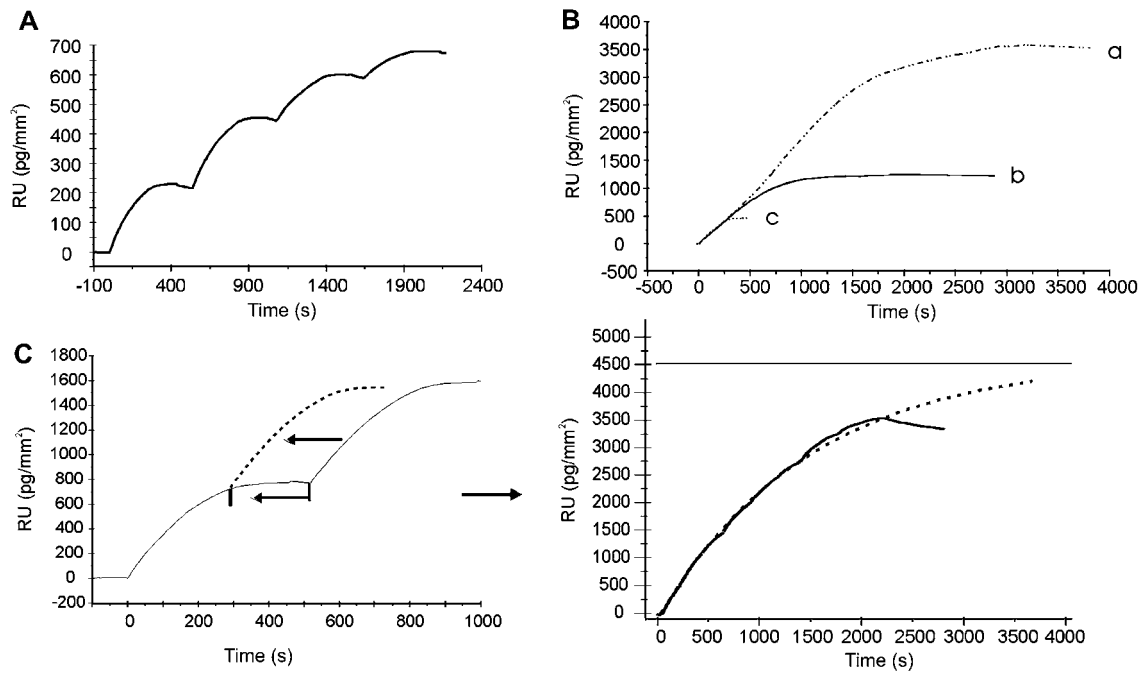 A
700
600
500
400
300
200
100
0
RU (pg/mm²)
-100 400 900 1400 1900 2400
Time (s)
B
4000
3500
3000
2500
2000
1500
1000
500
0
-500
RU (pg/mm²)
a
b
c
-500 0 500 1000 1500 2000 2500 3000 3500 4000
Time (s)
C
1800
1600
1400
1200
1000
800
600
400
200
0
-200
RU (pg/mm²)
0 200 400 600 800 1000
Time (s)
5000
4500
4000
3500
3000
2500
2000
1500
1000
500
0
RU (pg/mm²)
0 500 1000 1500 2000 2500 3000 3500 4000
Time (s)